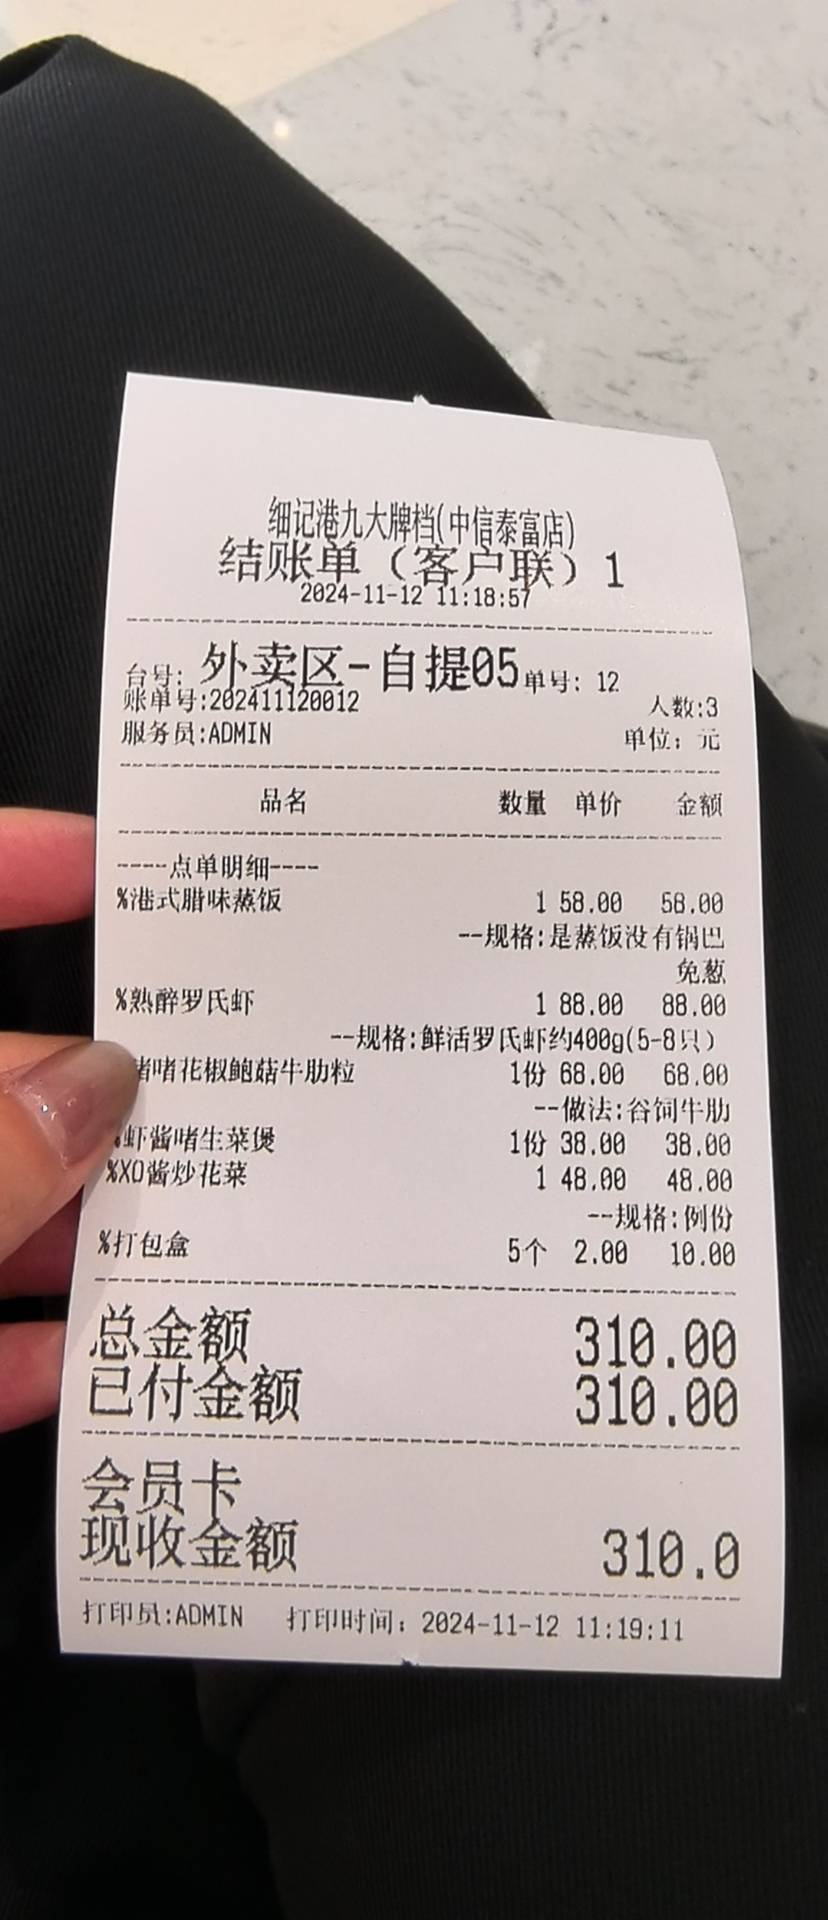 细记港九大牌档(中信泰富店)
结账单（客户联）1
2024-11-12 11:18:57
台号: 外卖区-自提05 单号: 12
账单号:202411120012 人数:3
服务员:ADMIN 单位：元
品名 数量 单价 金额
----点单明细----
%港式腊味蒸饭 1 58.00 58.00
--规格:是蒸饭没有锅巴
免葱
%熟醉罗氏虾 1 88.00 88.00
--规格:鲜活罗氏虾约400g(5-8只）
啫啫花椒鲍菇牛肋粒 1份 68.00 68.00
--做法:谷饲牛肋
%虾酱啫生菜煲 1份 38.00 38.00
%XO酱炒花菜 1 48.00 48.00
--规格:例份
%打包盒 5个 2.00 10.00
总金额 310.00
已付金额 310.00
会员卡
现收金额 310.0
打印员:ADMIN 打印时间：2024-11-12 11:19:11